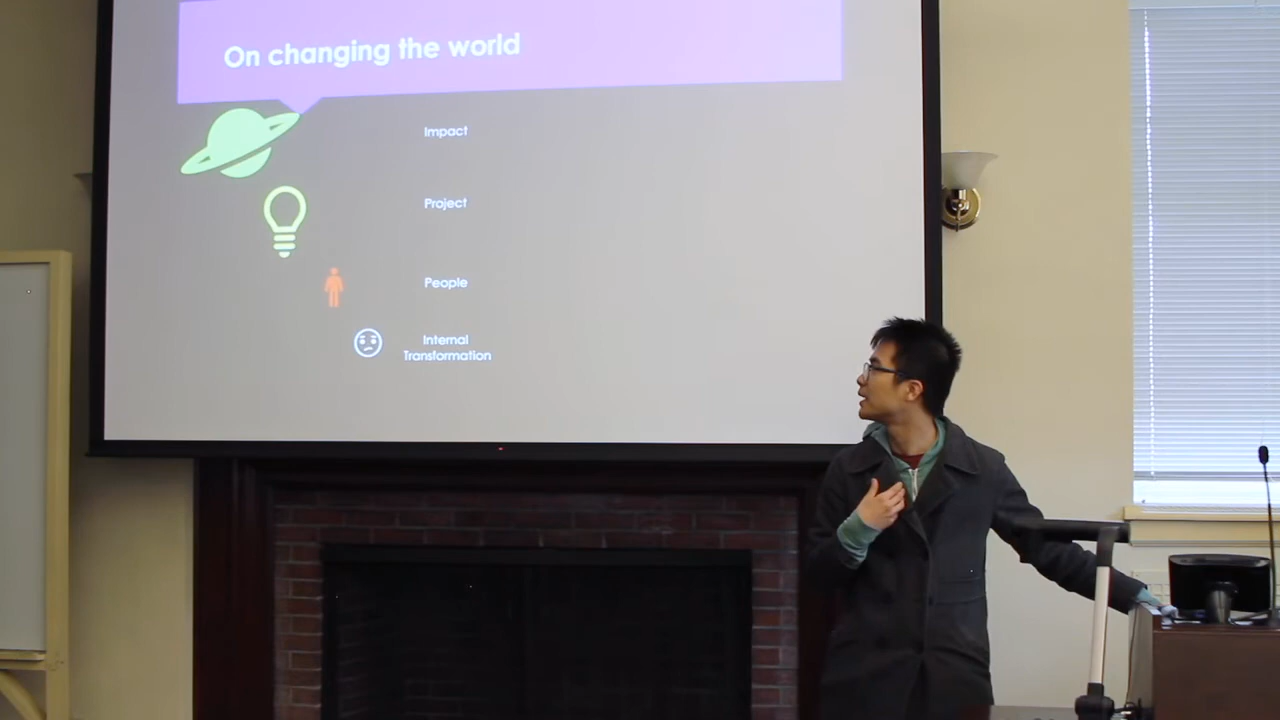 On changing the world
Impact
Project
People
Internal
Transformation